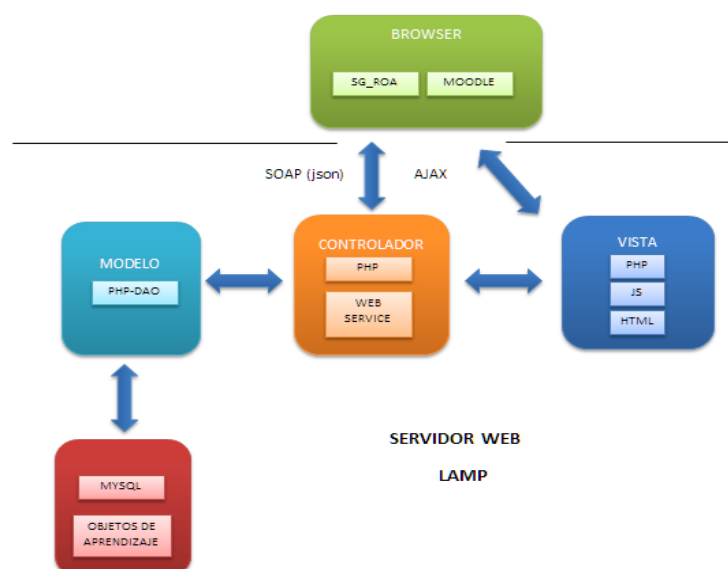 BROWSER
SG_ROA
MOODLE
SOAP (json)
AJAX
MODELO
PHP-DAO
CONTROLADOR
PHP
WEB
SERVICE
VISTA
PHP
JS
HTML
SERVIDOR WEB
LAMP
MYSQL
OBJETOS DE
APRENDIZAJE